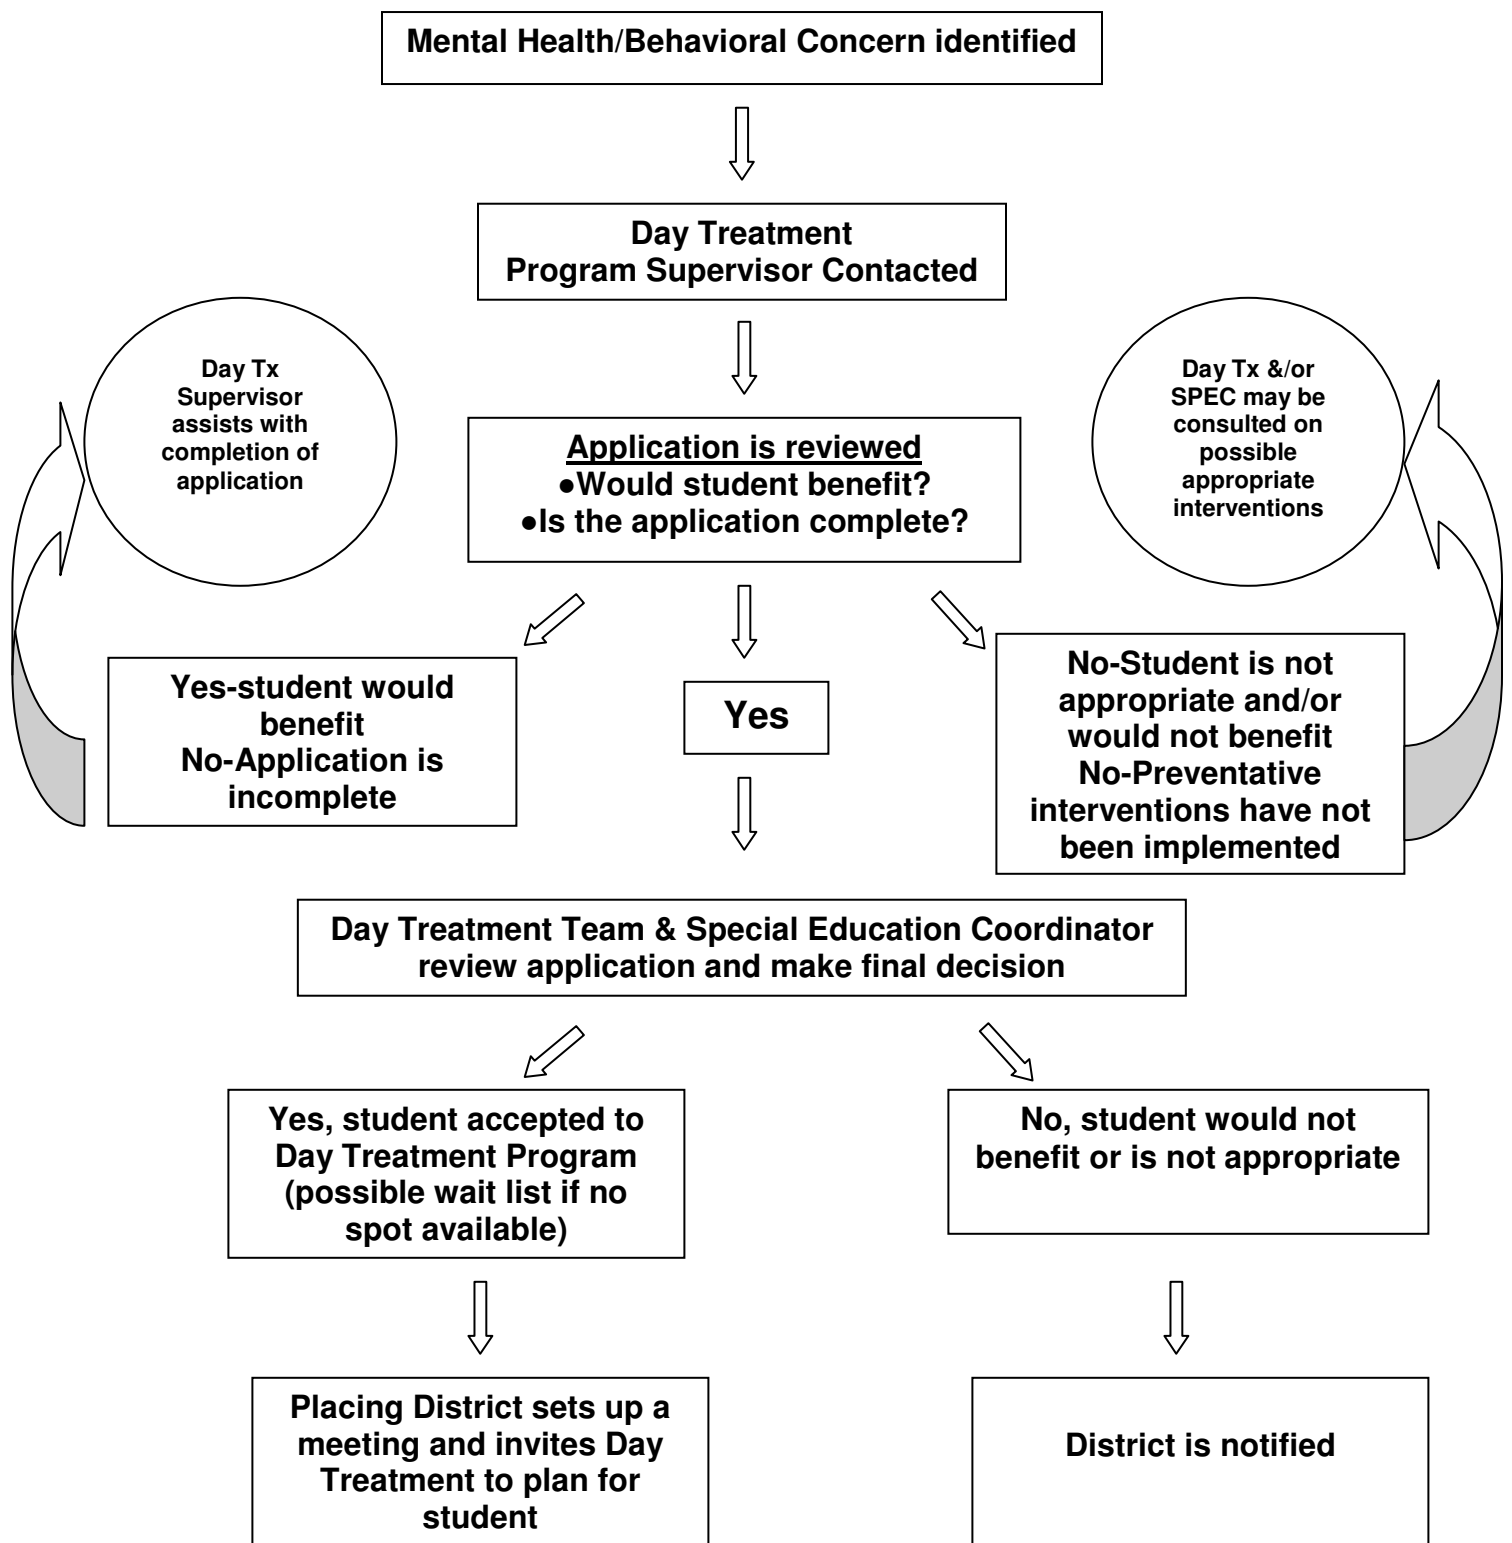 Mental Health/Behavioral Concern identified
Day Treatment
Program Supervisor Contacted
Day Tx
Supervisor
assists with
completion of
application
Day Tx &/or
SPEC may be
consulted on
possible
appropriate
interventions
Application is reviewed
●Would student benefit?
●Is the application complete?
Yes-student would
benefit
No-Application is
incomplete
Yes
No-Student is not
appropriate and/or
would not benefit
No-Preventative
interventions have not
been implemented
Day Treatment Team & Special Education Coordinator
review application and make final decision
Yes, student accepted to
Day Treatment Program
(possible wait list if no
spot available)
No, student would not
benefit or is not appropriate
Placing District sets up a
meeting and invites Day
Treatment to plan for
student
District is notified